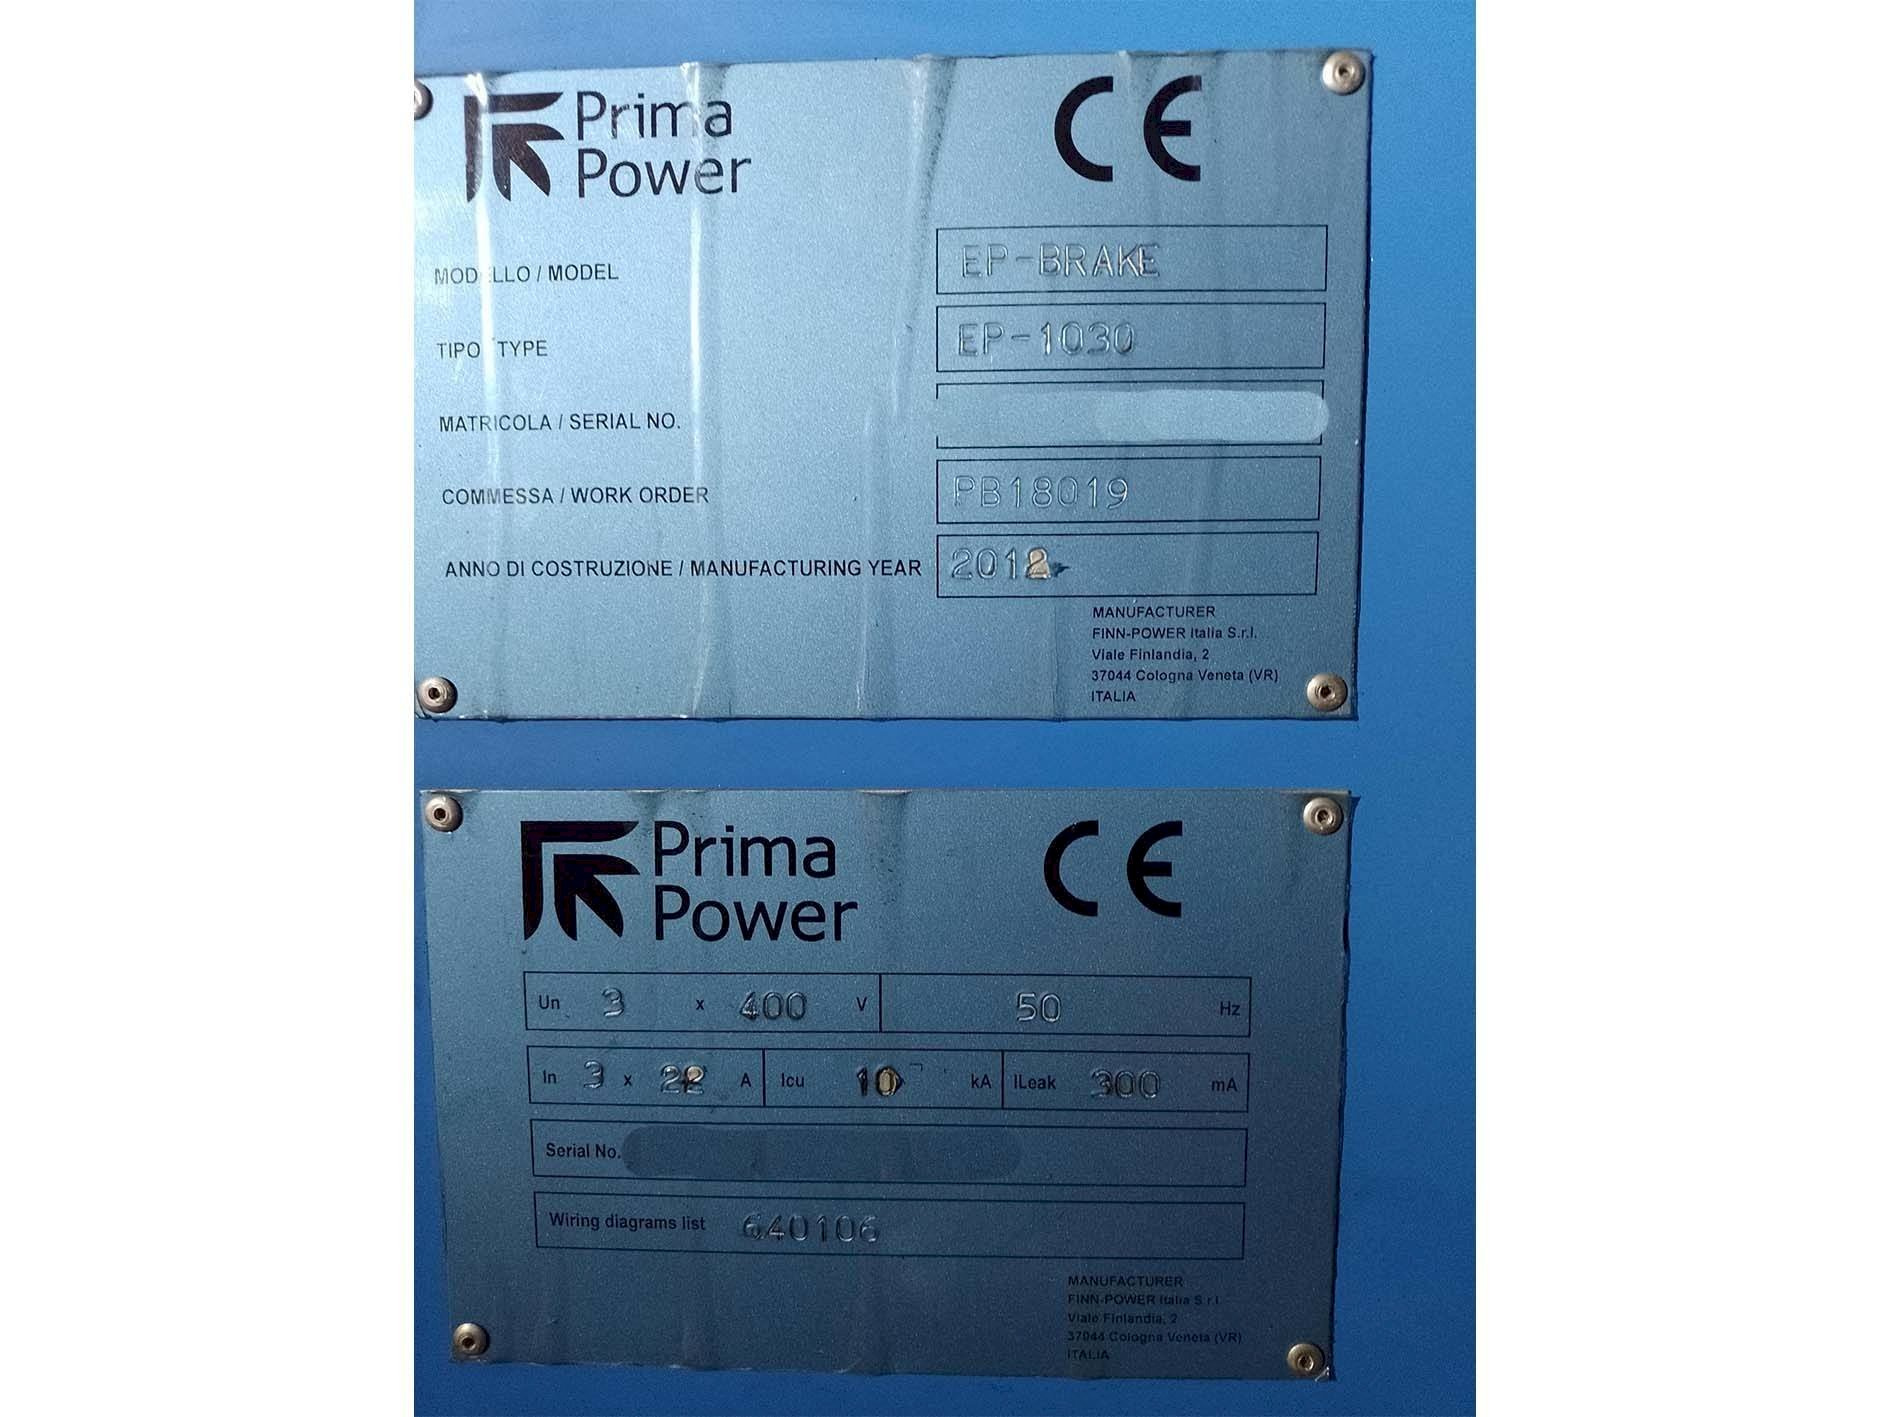 Prima
Power
CE
MODELLO / MODEL EP-BRAKE
TIPO / TYPE EP-1030
MATRICOLA / SERIAL NO.
COMMESSA / WORK ORDER PB18019
ANNO DI COSTRUZIONE / MANUFACTURING YEAR 2012
MANUFACTURER
FINN-POWER Italia S.r.l.
Viale Finlandia, 2
37044 Cologna Veneta (VR)
ITALIA
Prima
Power
CE
Un 3 x 400 V 50 Hz
In 3 x 22 A Icu 10 kA ILeak 300 mA
Serial No.
Wiring diagrams list 640106
MANUFACTURER
FINN-POWER Italia S.r.l.
Viale Finlandia, 2
37044 Cologna Veneta (VR)
ITALIA